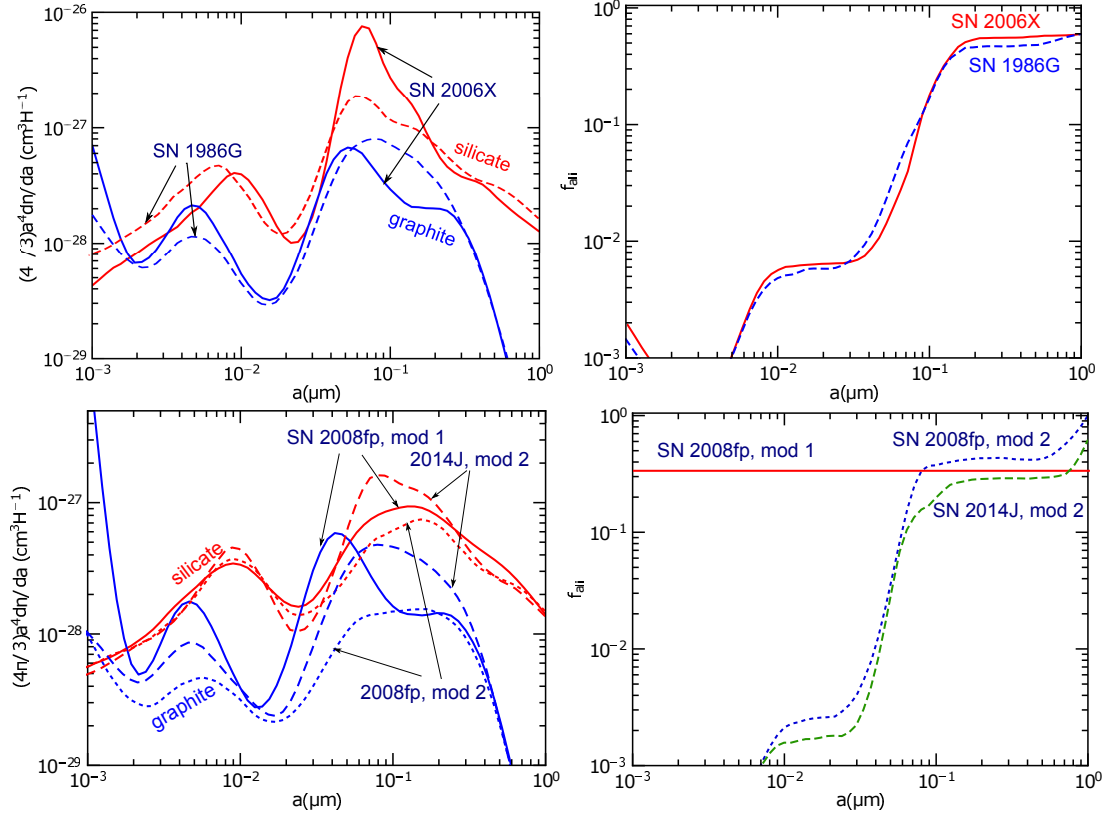 10⁻²⁶
10⁻²⁷
10⁻²⁸
10⁻²⁹
(4 /3)a⁴dn/da (cm³H⁻¹)
SN 2006X
SN 1986G
silicate
graphite
10⁻³
10⁻²
10⁻¹
10⁰
a(μm)
10⁰
10⁻¹
10⁻²
10⁻³
f_ali
SN 2006X
SN 1986G
10⁻³
10⁻²
10⁻¹
10⁰
a(μm)
10⁻²⁷
10⁻²⁸
10⁻²⁹
(4π/3)a⁴dn/da (cm³H⁻¹)
SN 2008fp, mod 1
2014J, mod 2
silicate
graphite
2008fp, mod 2
10⁻³
10⁻²
10⁻¹
10⁰
a(μm)
10⁰
10⁻¹
10⁻²
10⁻³
f_ali
SN 2008fp, mod 1
SN 2008fp, mod 2
SN 2014J, mod 2
10⁻³
10⁻²
10⁻¹
10⁰
a(μm)